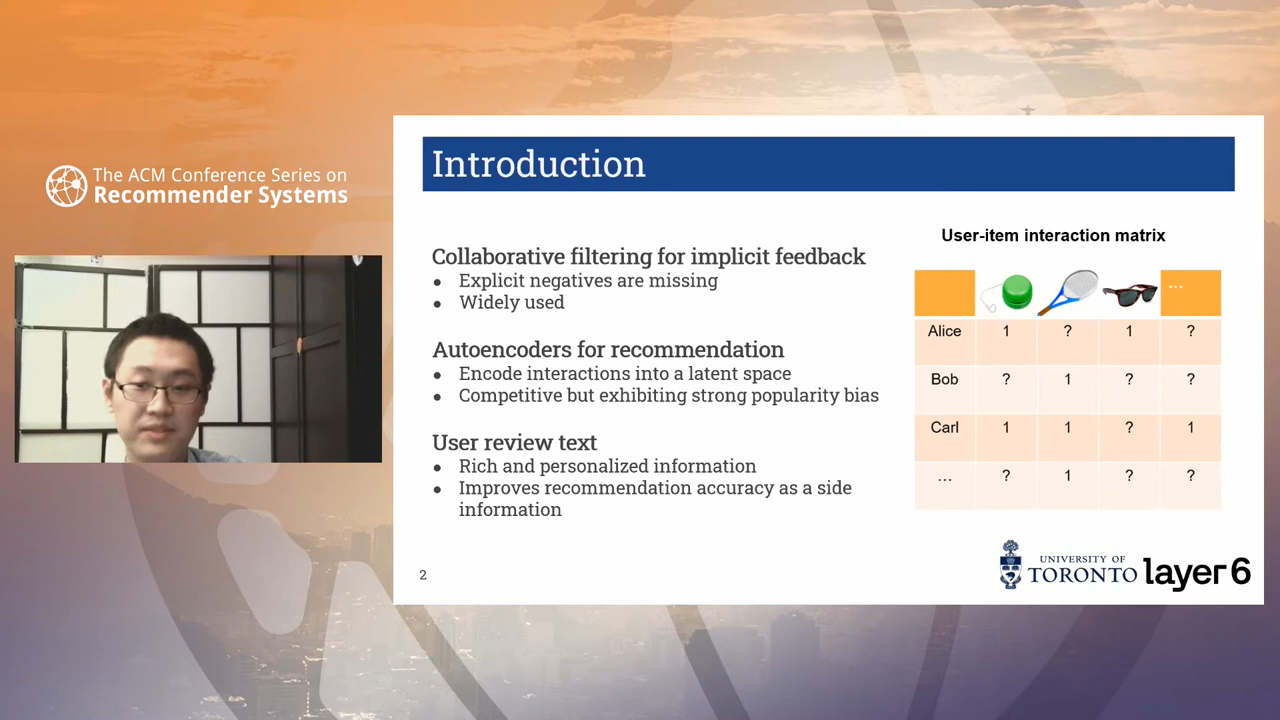 The ACM Conference Series on
Recommender Systems
Introduction
Collaborative filtering for implicit feedback
● Explicit negatives are missing
● Widely used
Autoencoders for recommendation
● Encode interactions into a latent space
● Competitive but exhibiting strong popularity bias
User review text
● Rich and personalized information
● Improves recommendation accuracy as a side
information
User-item interaction matrix
...
Alice 1 ? 1 ?
Bob ? 1 ? ?
Carl 1 1 ? 1
... ? 1 ? ?
2
UNIVERSITY OF
TORONTO
layer 6